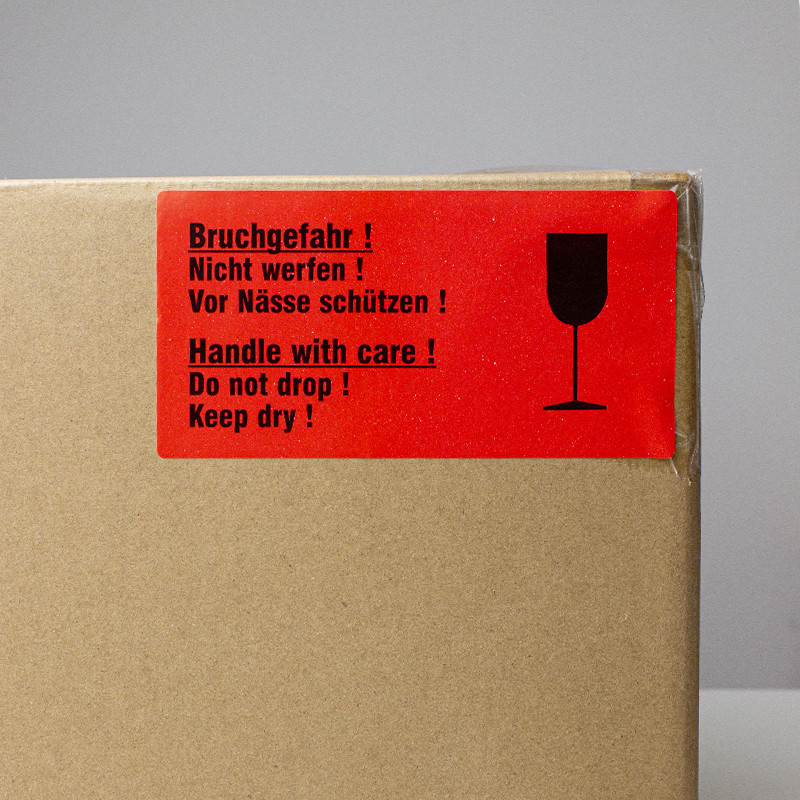 Bruchgefahr !
Nicht werfen !
Vor Nässe schützen !
Handle with care !
Do not drop !
Keep dry !